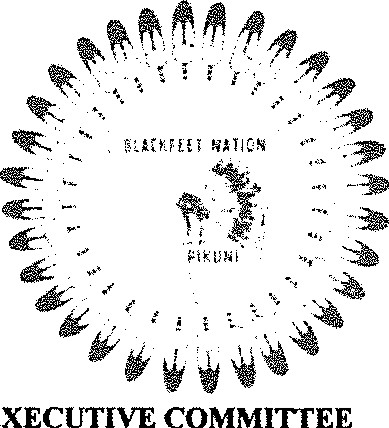 BLACKFEET NATION
PIKUNI
XECUTIVE COMMITTEE